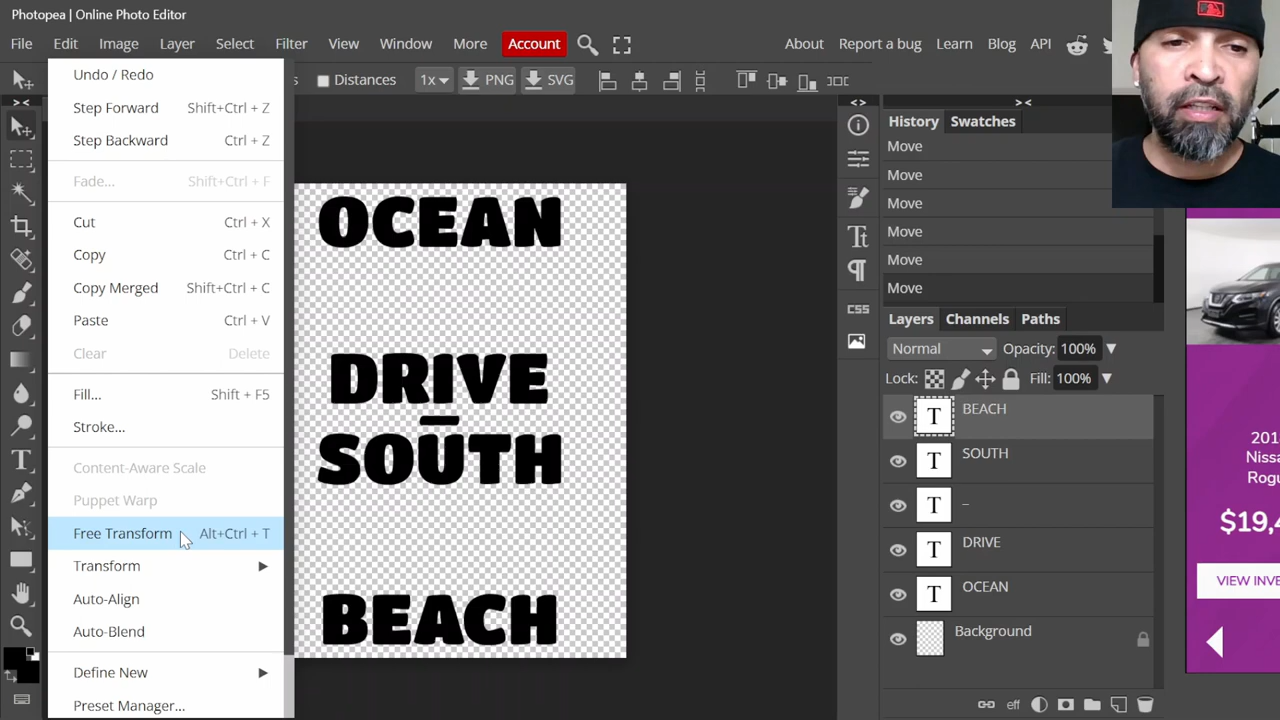 Photopea | Online Photo Editor
File Edit Image Layer Select Filter View Window More Account About Report a bug Learn Blog API
Distances 1x PNG SVG
Undo / Redo
Step Forward Shift+Ctrl + Z
Step Backward Ctrl + Z
Fade... Shift+Ctrl + F
Cut Ctrl + X
Copy Ctrl + C
Copy Merged Shift+Ctrl + C
Paste Ctrl + V
Clear Delete
Fill... Shift + F5
Stroke...
Content-Aware Scale
Puppet Warp
Free Transform Alt+Ctrl + T
Transform
Auto-Align
Auto-Blend
Define New
Preset Manager...
OCEAN
DRIVE
–
SOUTH
BEACH
CSS
History Swatches
Move
Move
Move
Move
Move
Move
Layers Channels Paths
Normal Opacity: 100%
Lock: Fill: 100%
T BEACH
T SOUTH
T –
T DRIVE
T OCEAN
Background
eff
Nissa
Rogu
$19,4
VIEW INVE